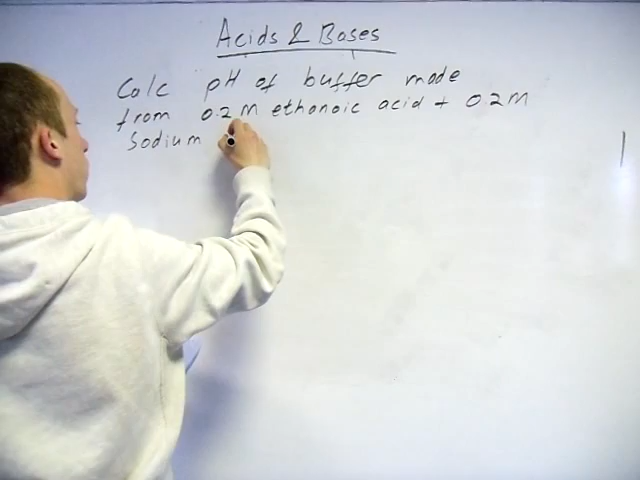 Acids & Bases
Calc pH of buffer made
from 0.2M ethanoic acid + 0.2M
Sodium